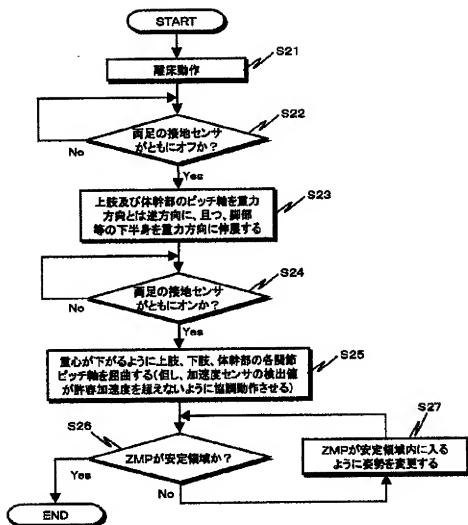 START
S21
離床動作
S22
両足の接地センサ
がともにオフか？
No
Yes
S23
上肢及び体幹部のピッチ軸を重力
方向とは逆方向に、且つ、脚部
等の下半身を重力方向に伸展する
S24
両足の接地センサ
がともにオンか？
No
Yes
S25
重心が下がるように上肢、下肢、体幹部の各関節
ピッチ軸を屈曲する(但し、加速度センサの検出値
が許容加速度を超えないように協調動作させる)
S26
ZMPが安定領域か？
Yes
No
S27
ZMPが安定領域内に入る
ように姿勢を変更する
END